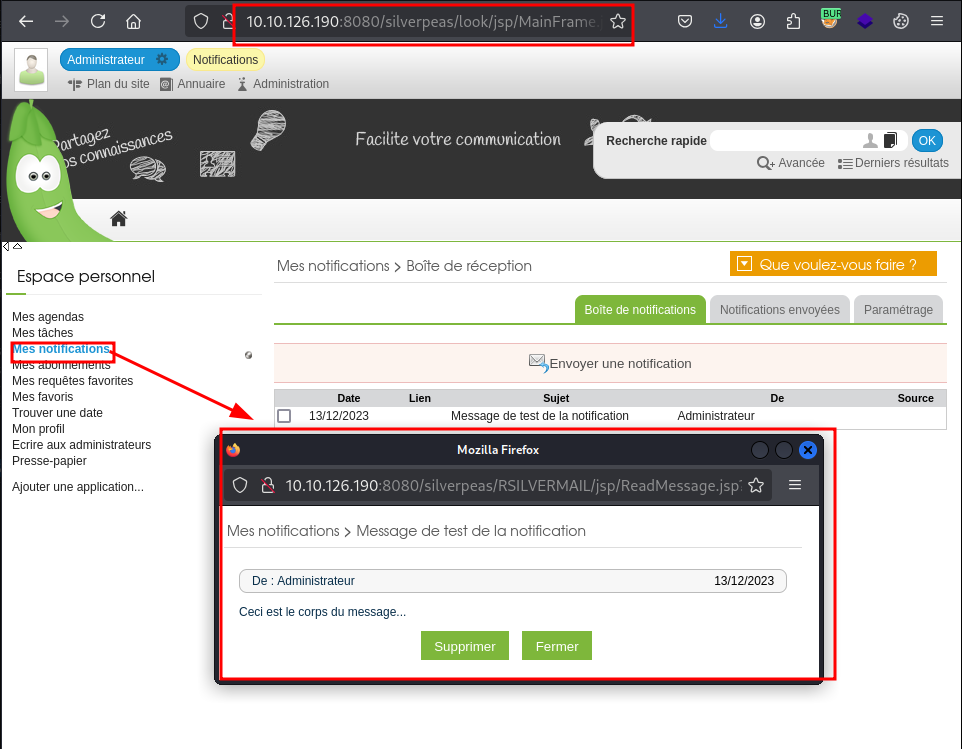 10.10.126.190:8080/silverpeas/look/jsp/MainFrame.
BUR
Administrateur Notifications
Plan du site Annuaire Administration
Partagez
vos connaissances
Facilite votre communication
Recherche rapide OK
Avancée Derniers résultats
Espace personnel
Mes notifications > Boîte de réception
Que voulez-vous faire ?
Boîte de notifications Notifications envoyées Paramétrage
Mes agendas
Mes tâches
Mes notifications
Mes abonnements
Mes requêtes favorites
Mes favoris
Trouver une date
Mon profil
Ecrire aux administrateurs
Presse-papier
Ajouter une application...
Envoyer une notification
Date Lien Sujet De Source
13/12/2023 Message de test de la notification Administrateur
Mozilla Firefox
10.10.126.190:8080/silverpeas/RSILVERMAIL/jsp/ReadMessage.jsp?
Mes notifications > Message de test de la notification
De : Administrateur 13/12/2023
Ceci est le corps du message...
Supprimer Fermer